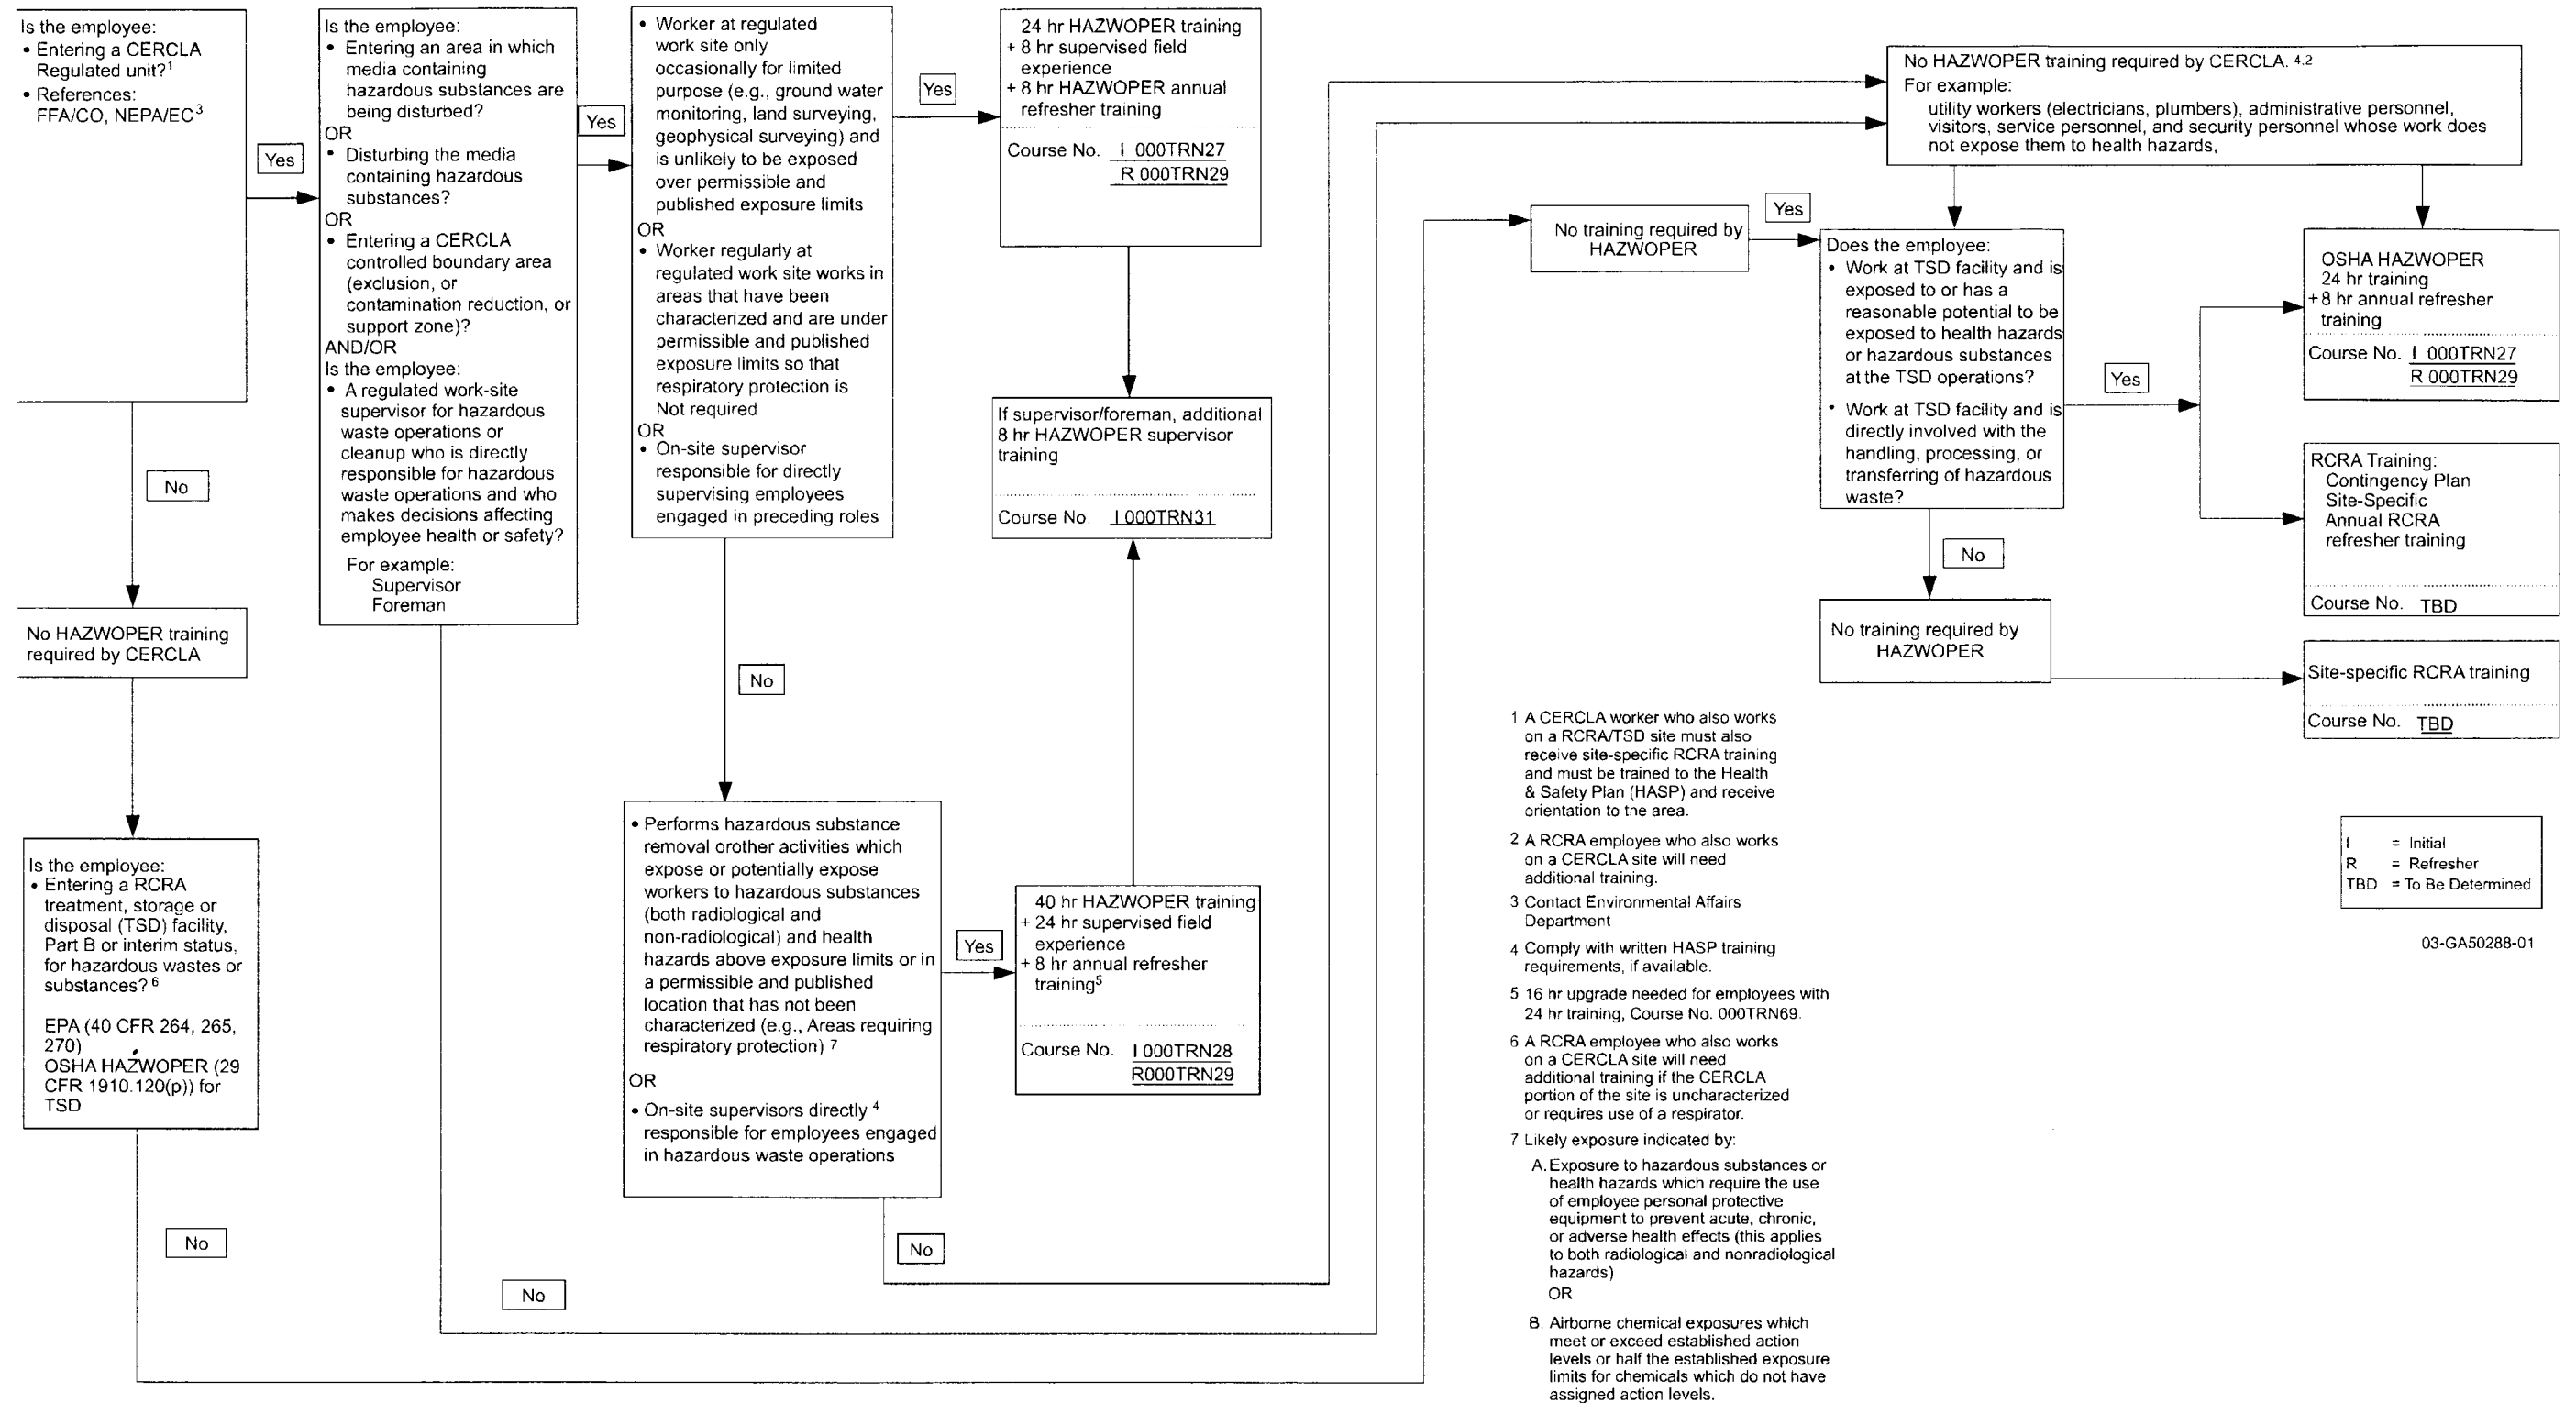 Is the employee:
• Entering a CERCLA
Regulated unit?1
• References:
FFA/CO, NEPA/EC3
Yes
No
No HAZWOPER training
required by CERCLA
Is the employee:
• Entering a RCRA
treatment, storage or
disposal (TSD) facility,
Part B or interim status,
for hazardous wastes or
substances?6
EPA (40 CFR 264, 265,
270)
OSHA HAZWOPER (29
CFR 1910.120(p)) for
TSD
No
Is the employee:
• Entering an area in which
media containing
hazardous substances are
being disturbed?
OR
• Disturbing the media
containing hazardous
substances?
OR
• Entering a CERCLA
controlled boundary area
(exclusion, or
contamination reduction, or
support zone)?
AND/OR
Is the employee:
• A regulated work-site
supervisor for hazardous
waste operations or
cleanup who is directly
responsible for hazardous
waste operations and who
makes decisions affecting
employee health or safety?
For example:
Supervisor
Foreman
Yes
No
• Worker at regulated
work site only
occasionally for limited
purpose (e.g., ground water
monitoring, land surveying,
geophysical surveying) and
is unlikely to be exposed
over permissible and
published exposure limits
OR
• Worker regularly at
regulated work site works in
areas that have been
characterized and are under
permissible and published
exposure limits so that
respiratory protection is
Not required
OR
• On-site supervisor
responsible for directly
supervising employees
engaged in preceding roles
Yes
No
• Performs hazardous substance
removal orother activities which
expose or potentially expose
workers to hazardous substances
(both radiological and
non-radiological) and health
hazards above exposure limits or in
a permissible and published
location that has not been
characterized (e.g., Areas requiring
respiratory protection) 7
OR
• On-site supervisors directly 4
responsible for employees engaged
in hazardous waste operations
Yes
No
24 hr HAZWOPER training
+ 8 hr supervised field
experience
+ 8 hr HAZWOPER annual
refresher training
Course No. I 000TRN27
R 000TRN29
If supervisor/foreman, additional
8 hr HAZWOPER supervisor
training
Course No. I 000TRN31
40 hr HAZWOPER training
+ 24 hr supervised field
experience
+ 8 hr annual refresher
training5
Course No. I 000TRN28
R000TRN29
No HAZWOPER training required by CERCLA. 4,2
For example:
utility workers (electricians, plumbers), administrative personnel,
visitors, service personnel, and security personnel whose work does
not expose them to health hazards,
No training required by
HAZWOPER
Yes
Does the employee:
• Work at TSD facility and is
exposed to or has a
reasonable potential to be
exposed to health hazards
or hazardous substances
at the TSD operations?
• Work at TSD facility and is
directly involved with the
handling, processing, or
transferring of hazardous
waste?
Yes
No
No training required by
HAZWOPER
OSHA HAZWOPER
24 hr training
+ 8 hr annual refresher
training
Course No. I 000TRN27
R 000TRN29
RCRA Training:
Contingency Plan
Site-Specific
Annual RCRA
refresher training
Course No. TBD
Site-specific RCRA training
Course No. TBD
1 A CERCLA worker who also works
on a RCRA/TSD site must also
receive site-specific RCRA training
and must be trained to the Health
& Safety Plan (HASP) and receive
orientation to the area.
2 A RCRA employee who also works
on a CERCLA site will need
additional training.
3 Contact Environmental Affairs
Department
4 Comply with written HASP training
requirements, if available.
5 16 hr upgrade needed for employees with
24 hr training, Course No. 000TRN69.
6 A RCRA employee who also works
on a CERCLA site will need
additional training if the CERCLA
portion of the site is uncharacterized
or requires use of a respirator.
7 Likely exposure indicated by:
A. Exposure to hazardous substances or
health hazards which require the use
of employee personal protective
equipment to prevent acute, chronic,
or adverse health effects (this applies
to both radiological and nonradiological
hazards)
OR
B. Airborne chemical exposures which
meet or exceed established action
levels or half the established exposure
limits for chemicals which do not have
assigned action levels.
I = Initial
R = Refresher
TBD = To Be Determined
03-GA50288-01